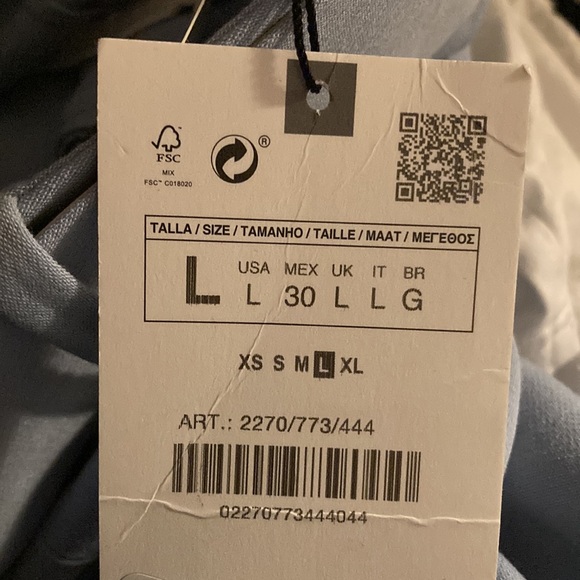 FSC
MIX
FSC™ C018020
®
TALLA / SIZE / TAMANHO / TAILLE / MAAT / ΜΕΓΕΘΟΣ
L USA MEX UK IT BR
L 30 L L G
XS S M L XL
ART.: 2270/773/444
02270773444044